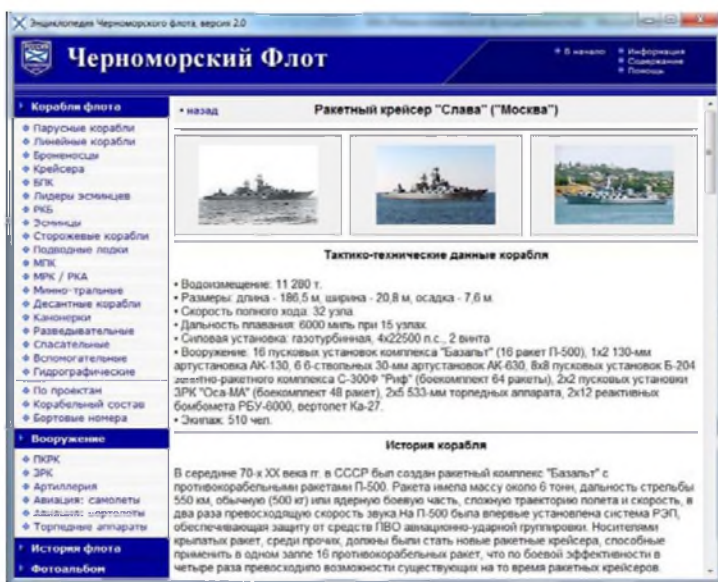 Энциклопедия Черноморского флота, версия 2.0
Черноморский Флот
В начало
Информация
Содержание
Помощь
Корабли флота
Парусные корабли
Линейные корабли
Броненосцы
Крейсера
БПК
Лидеры эсминцев
РКБ
Эсминцы
Сторожевые корабли
Подводные лодки
МПК
МРК / РКА
Минно-тральные
Десантные корабли
Канонерки
Разведывательные
Спасательные
Вспомогательные
Гидрографические
По проектам
Корабельный состав
Бортовые номера
Вооружение
ПКРК
ЗРК
Артиллерия
Авиация: самолеты
Авиация: вертолеты
Торпедные аппараты
История флота
Фотоальбом
• назад
Ракетный крейсер "Слава" ("Москва")
Тактико-технические данные корабля
• Водоизмещение: 11 280 т.
• Размеры: длина - 186,5 м, ширина - 20,8 м, осадка - 7,6 м.
• Скорость полного хода: 32 узла
• Дальность плавания: 6000 миль при 15 узлах.
• Силовая установка: газотурбинная, 4х22500 л.с., 2 винта
• Вооружение: 16 пусковых установок комплекса "Базальт" (16 ракет П-500), 1х2 130-мм
артустановка АК-130, 6 6-ствольных 30-мм артустановок АК-630, 8х8 пусковых установок Б-204
зенитно-ракетного комплекса С-300Ф "Риф" (боекомплект 64 ракеты), 2х2 пусковых установки
ЗРК "Оса-МА" (боекомплект 48 ракет), 2х5 533-мм торпедных аппарата, 2х12 реактивных
бомбомета РБУ-6000, вертолет Ка-27.
• Экипаж: 510 чел.
История корабля
В середине 70-х XX века гг. в СССР был создан ракетный комплекс "Базальт" с
противокорабельными ракетами П-500. Ракета имела массу около 6 тонн, дальность стрельбы
550 км, обычную (500 кг) или ядерную боевую часть, сложную траекторию полета и скорость, в
два раза превосходящую скорость звука.На П-500 была впервые установлена система РЭП,
обеспечивающая защиту от средств ПВО авиационно-ударной группировки. Носителями
крылатых ракет, среди прочих, должны были стать новые ракетные крейсера, способные
применить в одном залпе 16 противокорабельных ракет, что по боевой эффективности в
четыре раза превосходило возможности существующих на то время ракетных крейсеров.